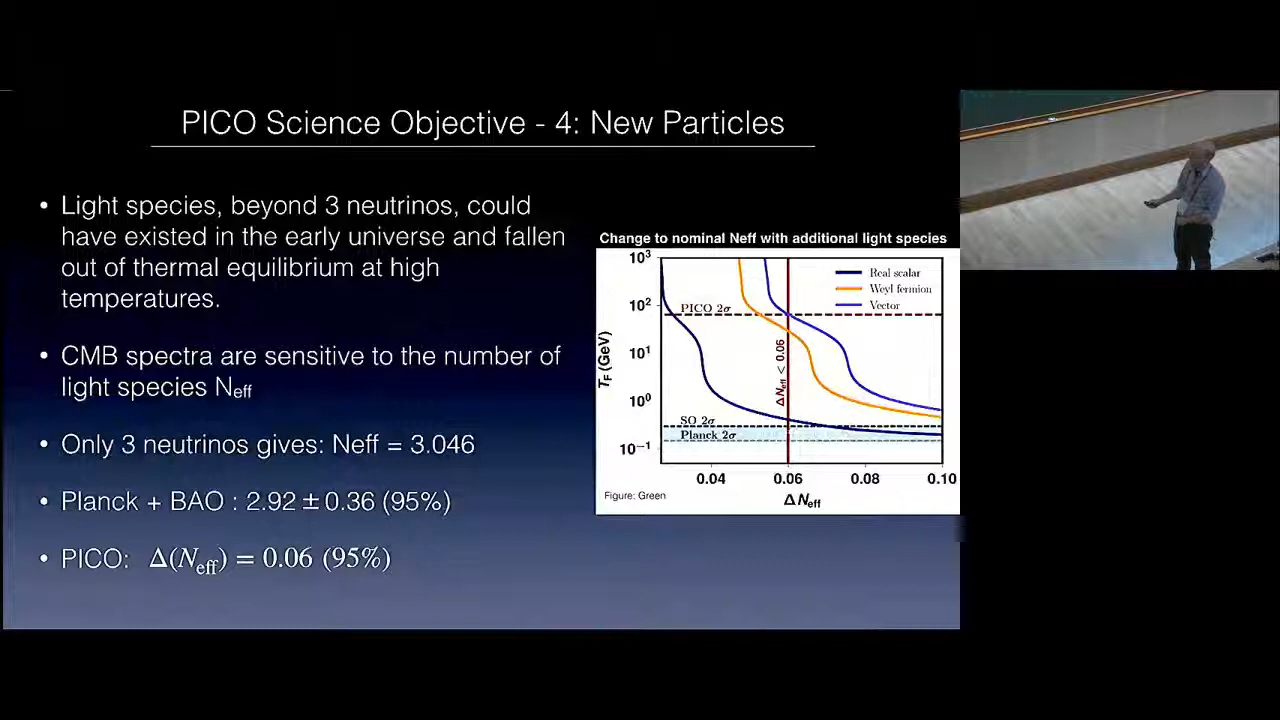 PICO Science Objective - 4: New Particles
• Light species, beyond 3 neutrinos, could
have existed in the early universe and fallen
out of thermal equilibrium at high
temperatures.
• CMB spectra are sensitive to the number of
light species Neff
• Only 3 neutrinos gives: Neff = 3.046
• Planck + BAO : 2.92 ± 0.36 (95%)
• PICO: Δ(Neff) = 0.06 (95%)
Change to nominal Neff with additional light species
10³
10²
10¹
10⁰
10⁻¹
TF (GeV)
Real scalar
Weyl fermion
Vector
PICO 2σ
ΔNeff < 0.06
SO 2σ
Planck 2σ
0.04 0.06 0.08 0.10
Figure: Green
ΔNeff